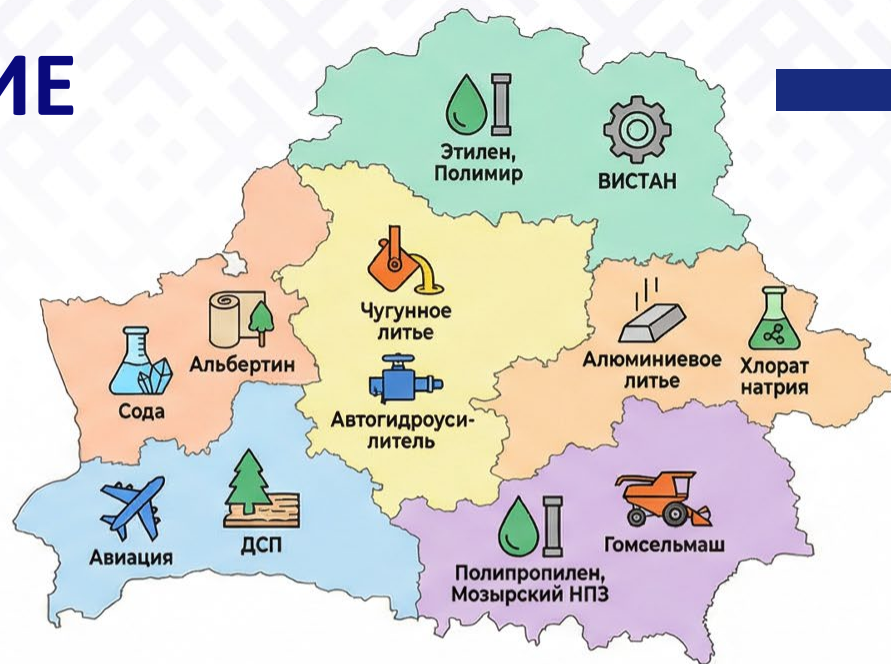 ИЕ
Этилен,
Полимир
ВИСТАН
Чугунное
литье
Автогидроуси-
литель
Альбертин
Сода
Алюминиевое
литье
Хлорат
натрия
Авиация
ДСП
Полипропилен,
Мозырский НПЗ
Гомсельмаш